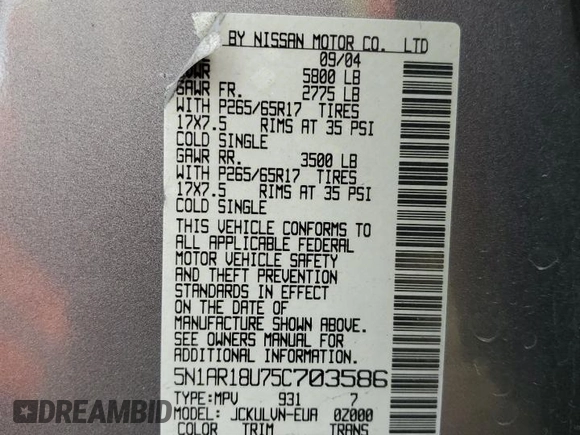 BY NISSAN MOTOR CO. LTD
09/04
GVWR 5800 LB
GAWR FR. 2775 LB
WITH P265/65R17 TIRES
17X7.5 RIMS AT 35 PSI
COLD SINGLE
GAWR RR. 3500 LB
WITH P265/65R17 TIRES
17X7.5 RIMS AT 35 PSI
COLD SINGLE
THIS VEHICLE CONFORMS TO
ALL APPLICABLE FEDERAL
MOTOR VEHICLE SAFETY
AND THEFT PREVENTION
STANDARDS IN EFFECT
ON THE DATE OF
MANUFACTURE SHOWN ABOVE.
SEE OWNERS MANUAL FOR
ADDITIONAL INFORMATION
5N1AR18U75C703586
TYPE:MPV 931 7
MODEL: JCKULVN-EUA 0Z000
COLOR TRIM TRANS
DREAMBID